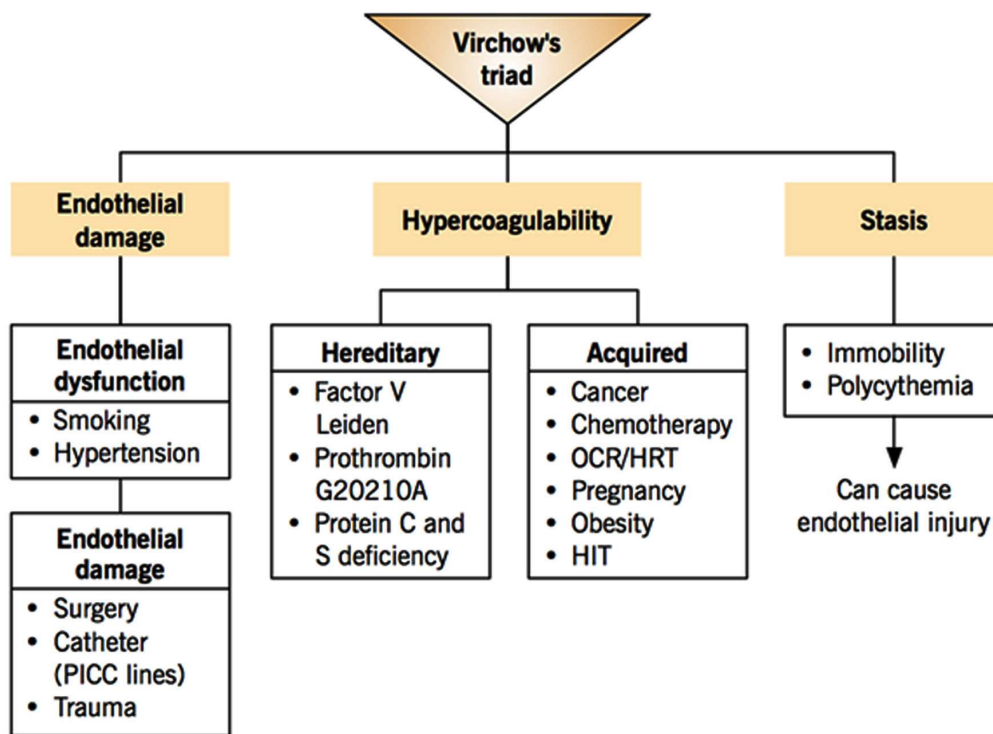 Virchow's
triad
Endothelial
damage
Hypercoagulability
Stasis
Endothelial
dysfunction
• Smoking
• Hypertension
Endothelial
damage
• Surgery
• Catheter
(PICC lines)
• Trauma
Hereditary
• Factor V
Leiden
• Prothrombin
G20210A
• Protein C and
S deficiency
Acquired
• Cancer
• Chemotherapy
• OCR/HRT
• Pregnancy
• Obesity
• HIT
• Immobility
• Polycythemia
Can cause
endothelial injury